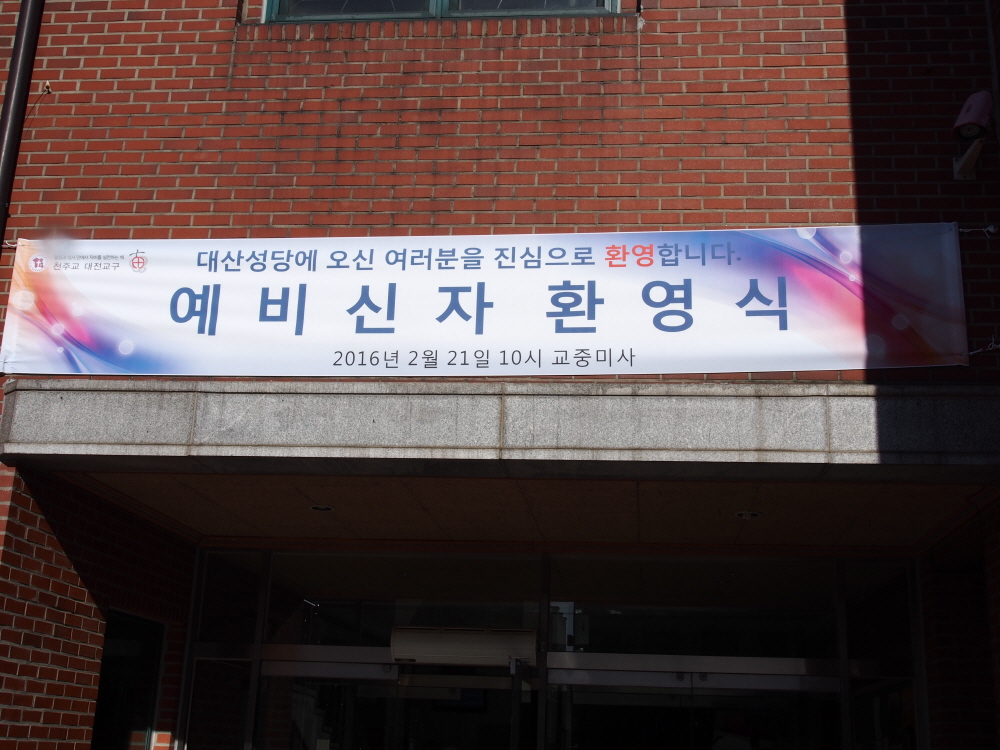 천주교 대전교구
대산성당에 오신 여러분을 진심으로 환영합니다.
예비신자 환영식
2016년 2월 21일 10시 교중미사